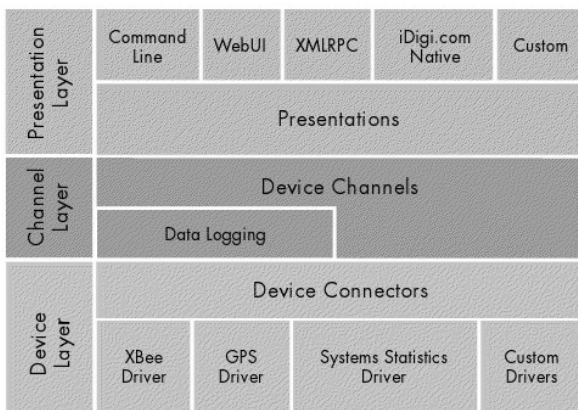 Presentation
Layer
Command
Line
WebUI
XMLRPC
iDigi.com
Native
Custom
Presentations
Channel
Layer
Device Channels
Data Logging
Device
Layer
Device Connectors
XBee
Driver
GPS
Driver
Systems Statistics
Driver
Custom
Drivers